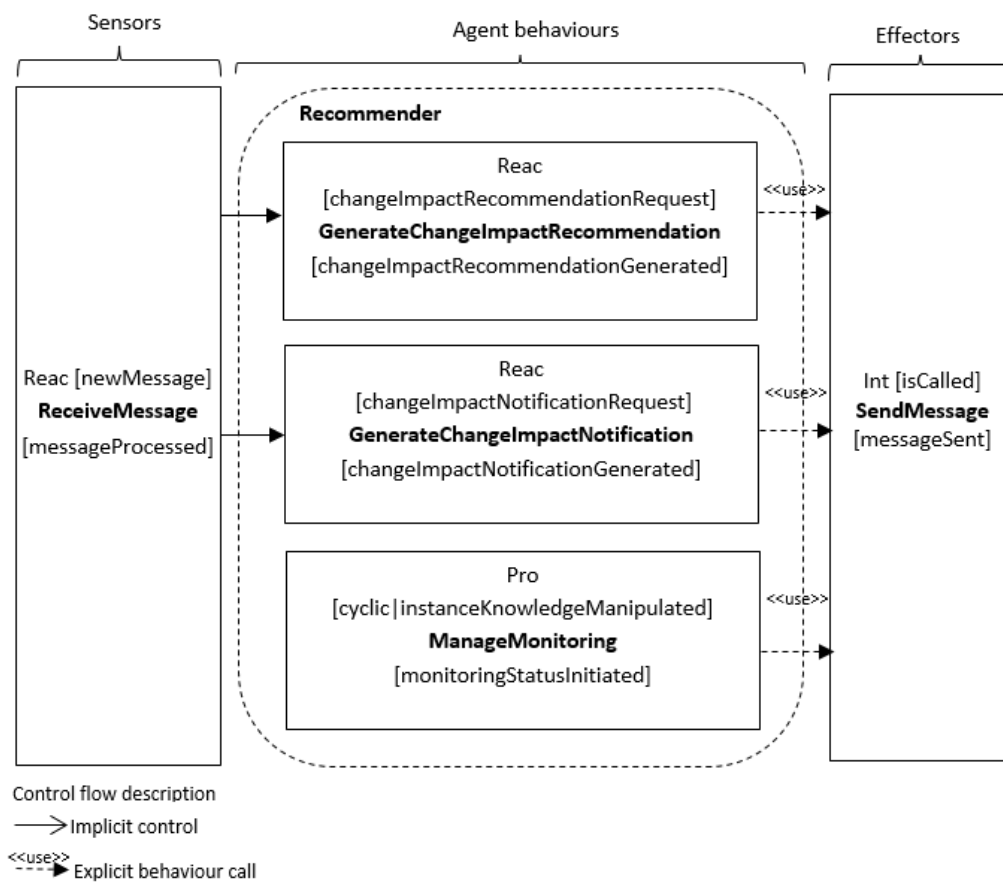 Sensors
Agent behaviours
Effectors
Recommender
Reac
[changeImpactRecommendationRequest]
GenerateChangeImpactRecommendation
[changeImpactRecommendationGenerated]
<<use>>
Reac [newMessage]
ReceiveMessage
[messageProcessed]
Reac
[changeImpactNotificationRequest]
GenerateChangeImpactNotification
[changeImpactNotificationGenerated]
<<use>>
Int [isCalled]
SendMessage
[messageSent]
Pro
[cyclic|instanceKnowledgeManipulated]
ManageMonitoring
[monitoringStatusInitiated]
<<use>>
Control flow description
Implicit control
<<use>>
Explicit behaviour call